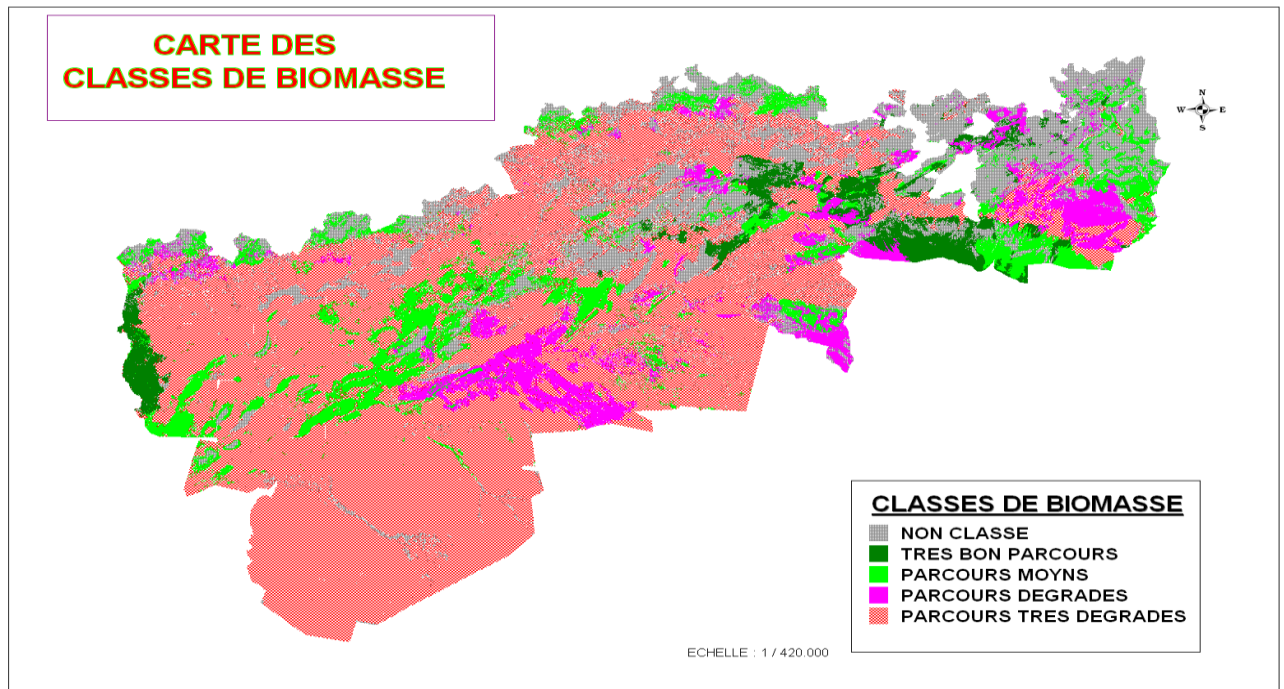 CARTE DES
CLASSES DE BIOMASSE
N
W E
S
CLASSES DE BIOMASSE
NON CLASSE
TRES BON PARCOURS
PARCOURS MOYNS
PARCOURS DEGRADES
PARCOURS TRES DEGRADES
ECHELLE : 1 / 420.000